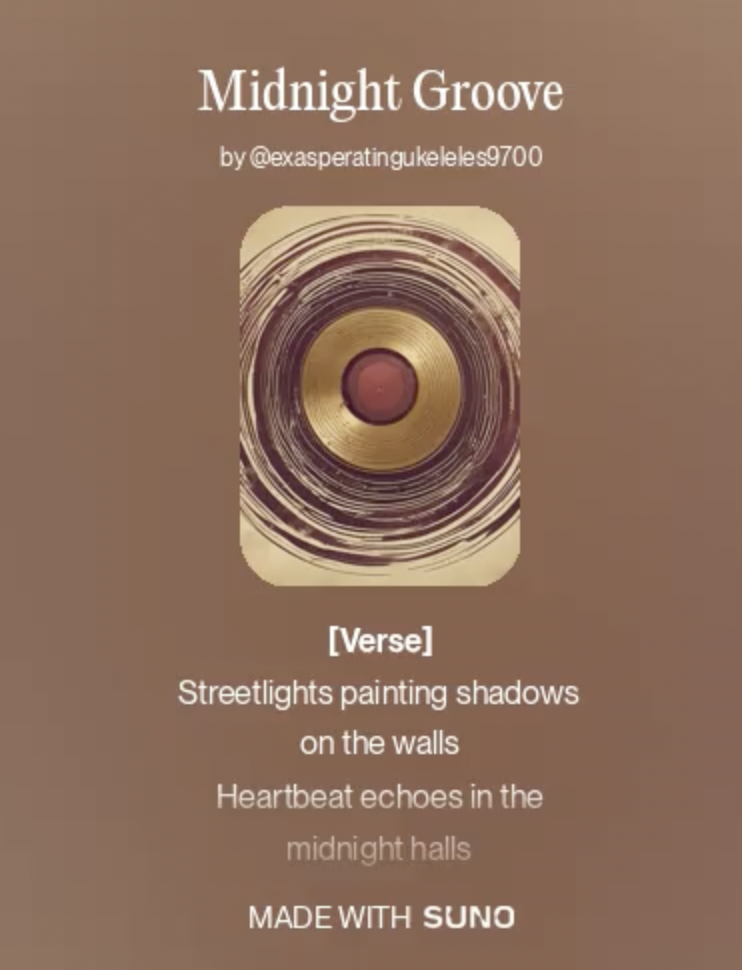 Midnight Groove
by @exasperatingukeleles9700
[Verse]
Streetlights painting shadows
on the walls
Heartbeat echoes in the
midnight halls
MADE WITH SUNO